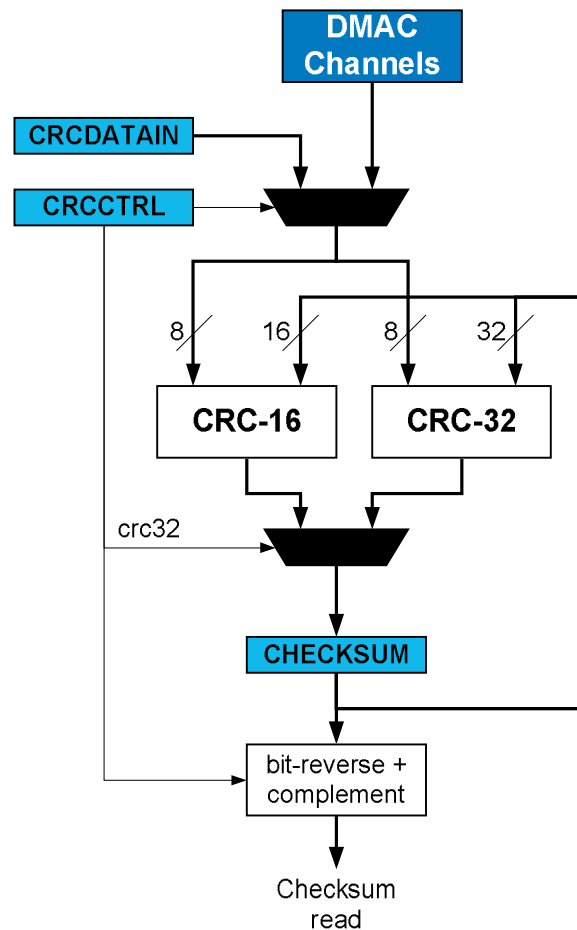 DMAC
Channels
CRCDATAIN
CRCCTRL
8
16
8
32
CRC-16
CRC-32
crc32
CHECKSUM
bit-reverse +
complement
Checksum
read